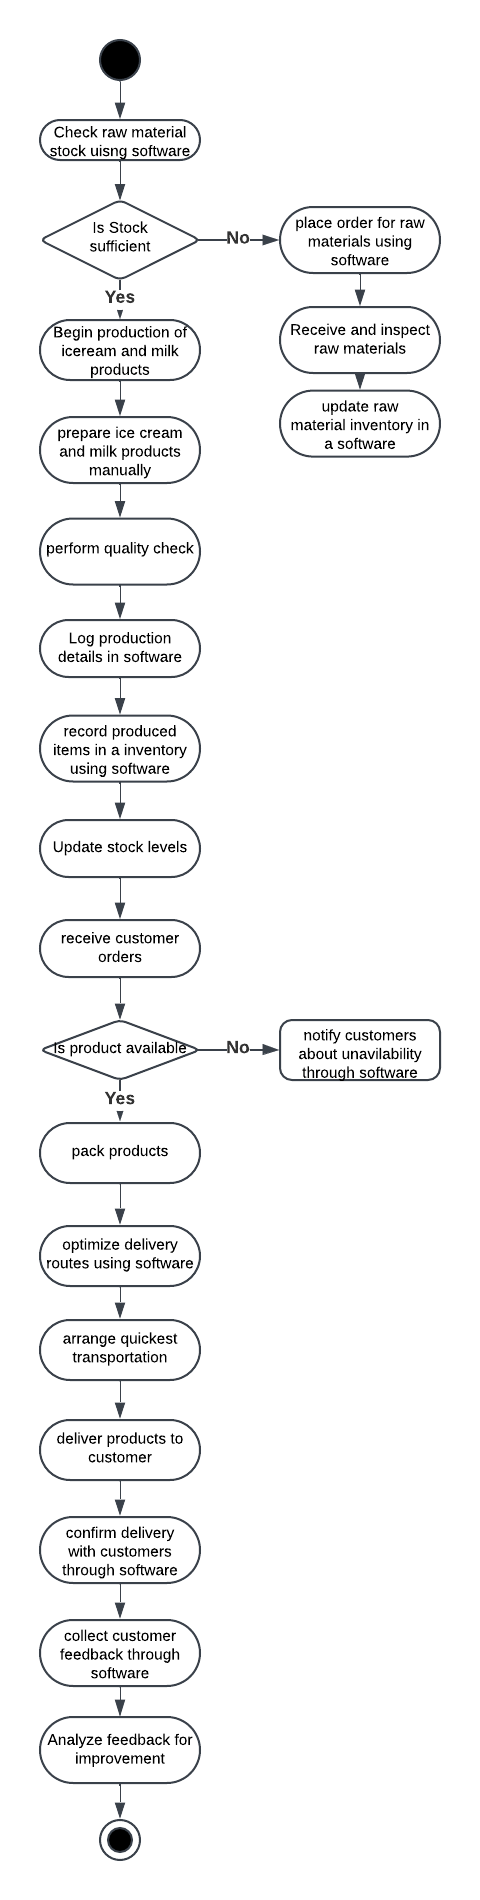 Check raw material
stock uisng software
Is Stock
sufficient
No
place order for raw
materials using
software
Yes
Receive and inspect
raw materials
Begin production of
iceream and milk
products
update raw
material inventory in
a software
prepare ice cream
and milk products
manually
perform quality check
Log production
details in software
record produced
items in a inventory
using software
Update stock levels
receive customer
orders
Is product available
No
notify customers
about unavilability
through software
Yes
pack products
optimize delivery
routes using software
arrange quickest
transportation
deliver products to
customer
confirm delivery
with customers
through software
collect customer
feedback through
software
Analyze feedback for
improvement